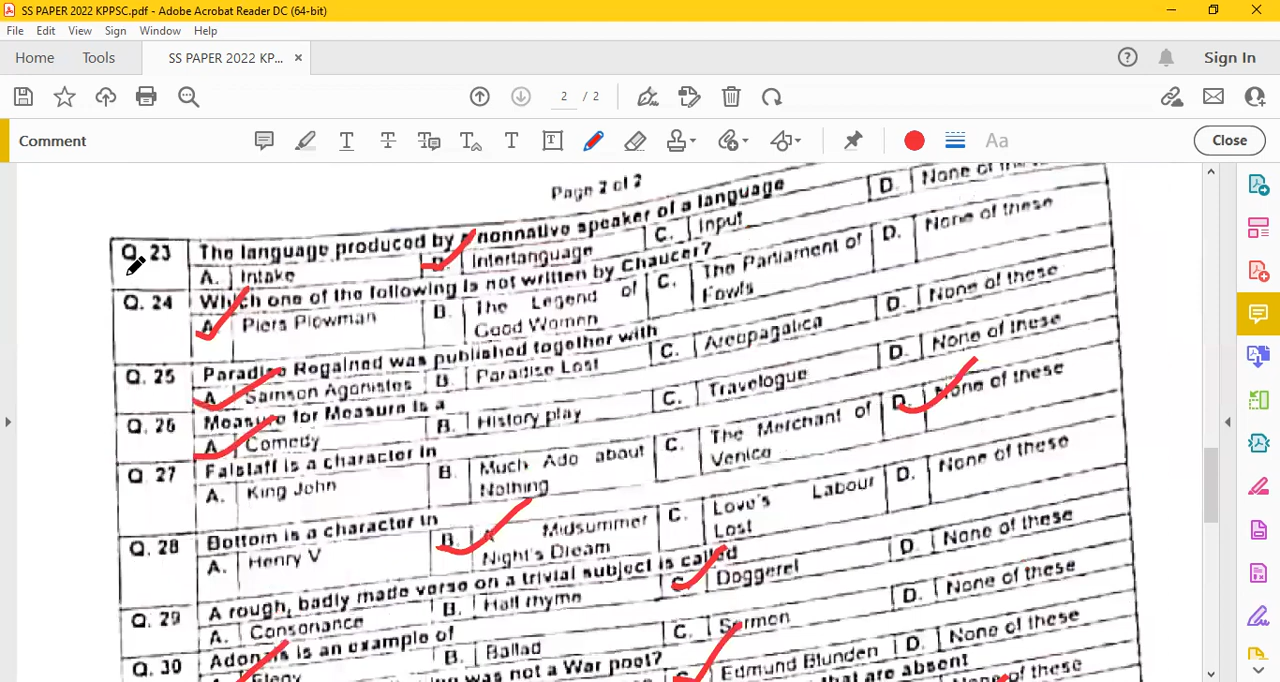 SS PAPER 2022 KPPSC.pdf - Adobe Acrobat Reader DC (64-bit)
File Edit View Sign Window Help
Home Tools SS PAPER 2022 KP... × Sign In
2 / 2
Comment Close
Page 2 of 2
Q. 23 The language produced by nonnative speaker of a language
A. Intake B. Interlanguage C. Input D. None of
Q. 24 Which one of the following is not written by Chaucer?
A. Piers Plowman B. The Legend of Good Women C. The Parliament of Fowls D. None of these
Q. 25 Paradise Regained was published together with
A. Samson Agonistes B. Paradise Lost C. Areopagatica D. None of these
Q. 26 Measure for Measure is a
A. Comedy B. History play C. Travelogue D. None of these
Q. 27 Falstaff is a character in
A. King John B. Much Ado about Nothing C. The Merchant of Venice D. None of these
Q. 28 Bottom is a character in
A. Henry V B. A Midsummer Night's Dream C. Love's Labour Lost D. None of these
Q. 29 A rough, badly made verse on a trivial subject is called
A. Consonance B. Half rhyme C. Doggerel D. None of these
Q. 30 Adonais is an example of
A. Elegy B. Ballad C. Sermon D. None of these
was not a War poet?
Edmund Blunden D. None of these
that are absent
None of these